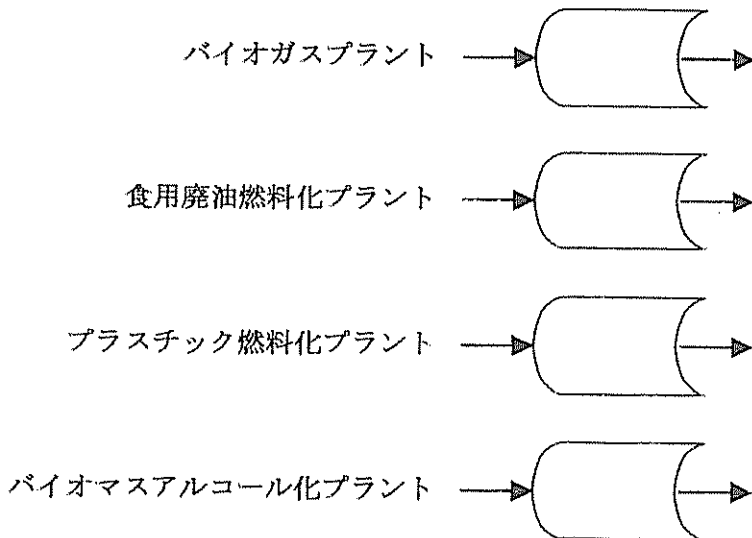 バイオガスプラント
食用廃油燃料化プラント
プラスチック燃料化プラント
バイオマスアルコール化プラント